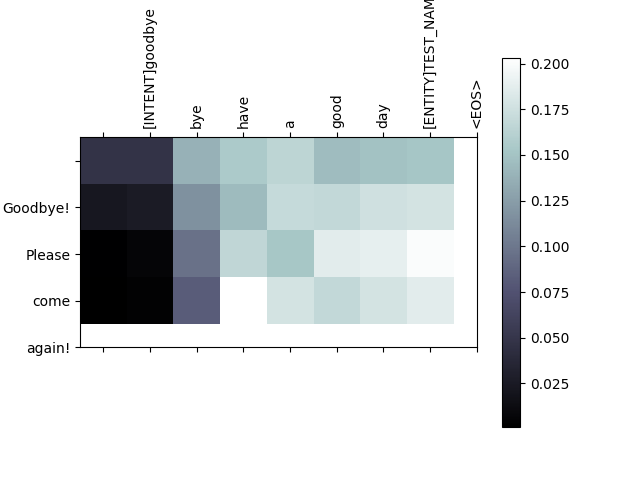 [INTENT]goodbye
bye
have
a
good
day
[ENTITY]TEST_NAM
<EOS>
Goodbye!
Please
come
again!
0.200
0.175
0.150
0.125
0.100
0.075
0.050
0.025